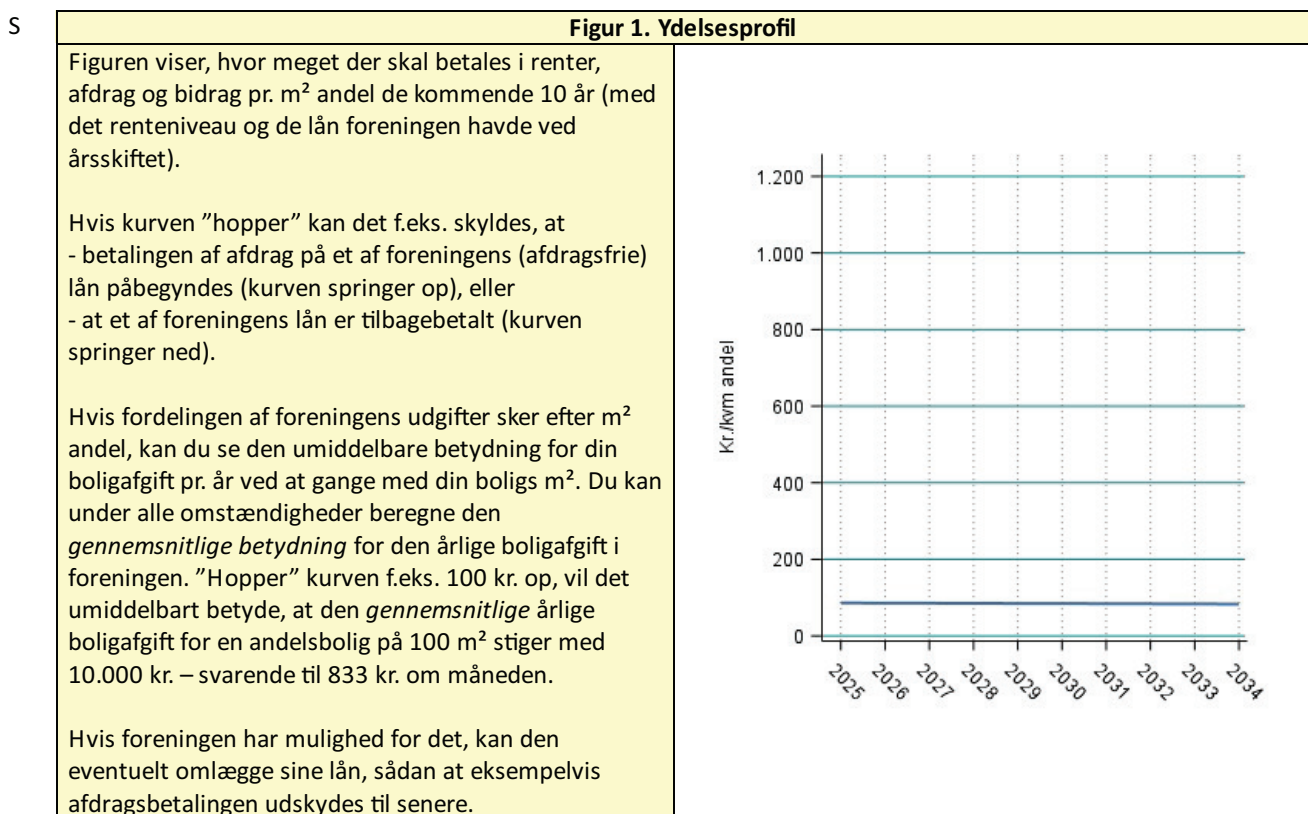 S
Figur 1. Ydelsesprofil
Figuren viser, hvor meget der skal betales i renter,
afdrag og bidrag pr. m² andel de kommende 10 år (med
det renteniveau og de lån foreningen havde ved
årsskiftet).
Hvis kurven ”hopper” kan det f.eks. skyldes, at
- betalingen af afdrag på et af foreningens (afdragsfrie)
lån påbegyndes (kurven springer op), eller
- at et af foreningens lån er tilbagebetalt (kurven
springer ned).
Hvis fordelingen af foreningens udgifter sker efter m²
andel, kan du se den umiddelbare betydning for din
boligafgift pr. år ved at gange med din boligs m². Du kan
under alle omstændigheder beregne den
gennemsnitlige betydning for den årlige boligafgift i
foreningen. ”Hopper” kurven f.eks. 100 kr. op, vil det
umiddelbart betyde, at den gennemsnitlige årlige
boligafgift for en andelsbolig på 100 m² stiger med
10.000 kr. – svarende til 833 kr. om måneden.
Hvis foreningen har mulighed for det, kan den
eventuelt omlægge sine lån, sådan at eksempelvis
afdragsbetalingen udskydes til senere.
Kr./kvm andel
1.200
1.000
800
600
400
200
0
2025
2026
2027
2028
2029
2030
2031
2032
2033
2034